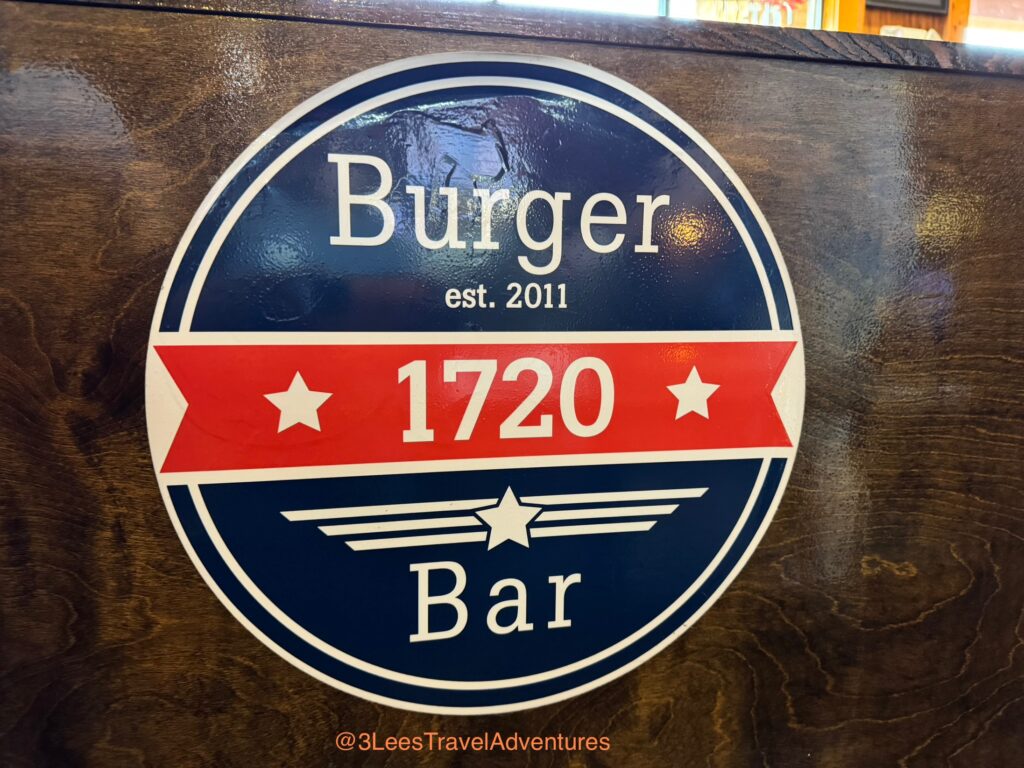 Burger
est. 2011
1720
Bar
@3LeesTravelAdventures